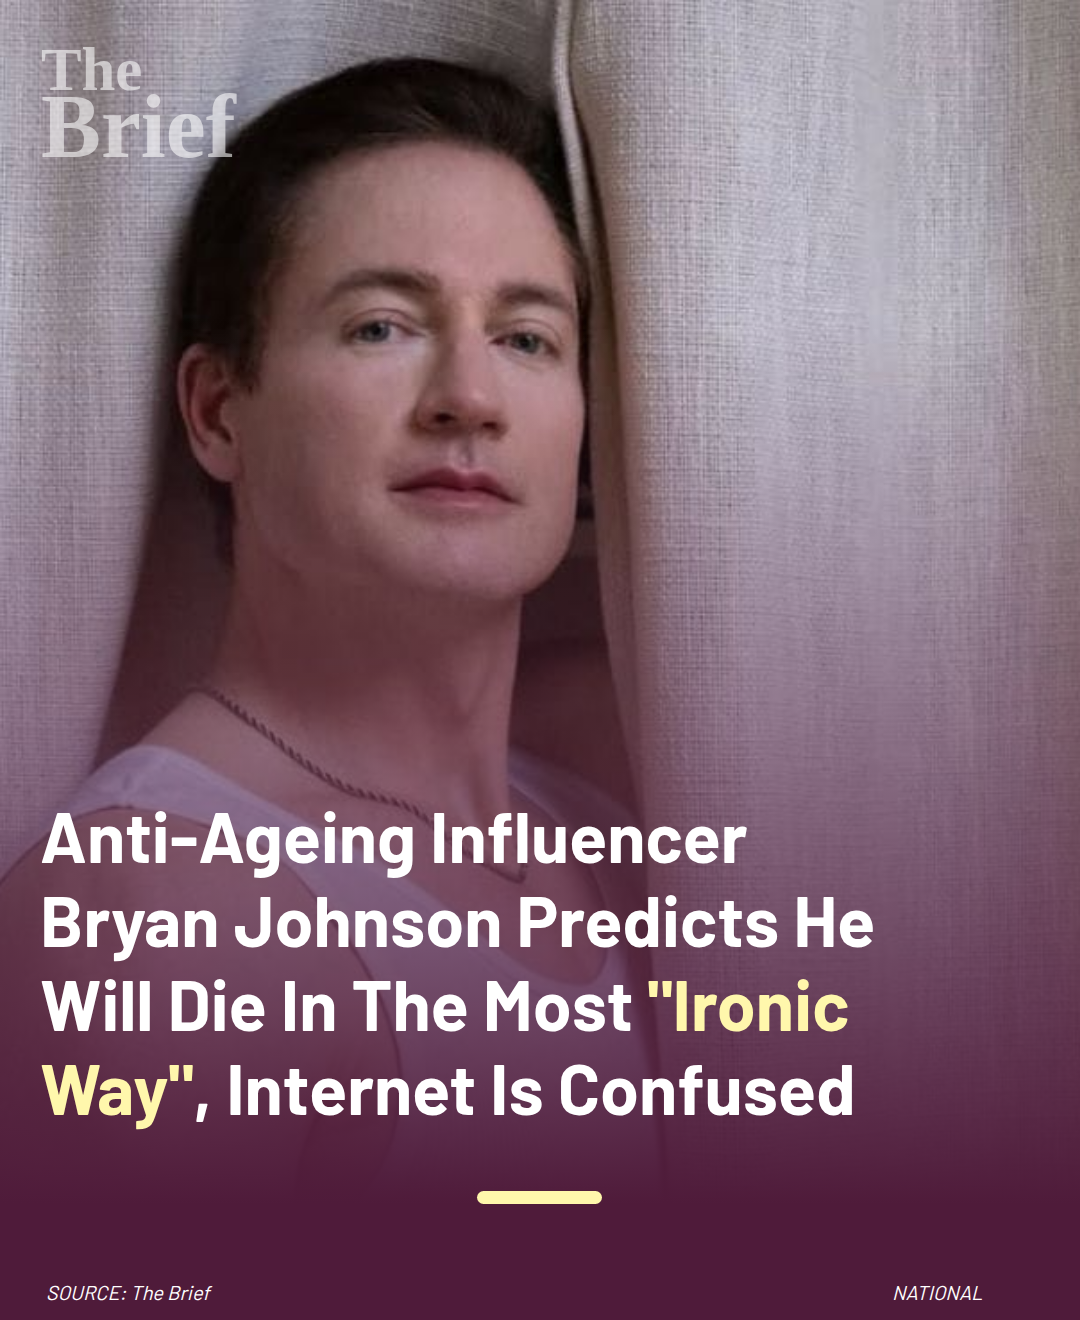 The
Brief
Anti-Ageing Influencer
Bryan Johnson Predicts He
Will Die In The Most "Ironic
Way", Internet Is Confused
SOURCE: The Brief
NATIONAL